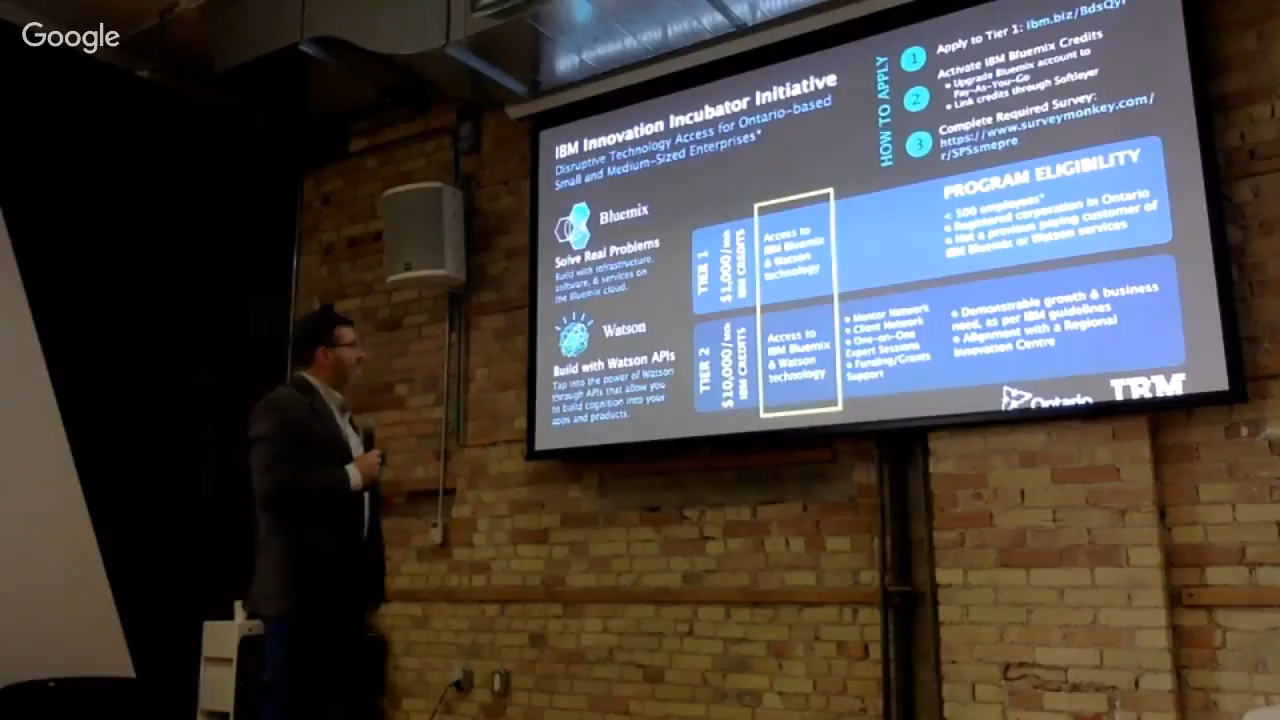 Google
IBM Innovation Incubator Initiative
Disruptive Technology Access for Ontario-based
Small and Medium-Sized Enterprises*
HOW TO APPLY
1
Apply to Tier 1:
2
Activate IBM Bluemix Credits
• Upgrade Bluemix account to
Pay-As-You-Go
• Link credits through Softlayer
3
Complete Required Survey:
https://www.surveymonkey.com/
r/SPSsmepre
Bluemix
Solve Real Problems
Build with infrastructure,
software, & services on
the Bluemix cloud.
Watson
Build with Watson APIs
Tap into the power of Watson
through APIs that allow you
to build cognition into your
apps and products.
TIER 1
$1,000/mth
IBM CREDITS
Access to
IBM Bluemix
& Watson
technology
PROGRAM ELIGIBILITY
< 500 employees*
• Registered corporation in Ontario
• Not a previous paying customer of
IBM Bluemix or Watson services
TIER 2
$10,000/mth
IBM CREDITS
Access to
IBM Bluemix
& Watson
technology
• Mentor Network
• Client Network
• One-on-One
Expert Sessions
• Funding/Grants
Support
• Demonstrable growth & business
need, as per IBM guidelines
• Alignment with a Regional
Innovation Centre
Ontario
IBM